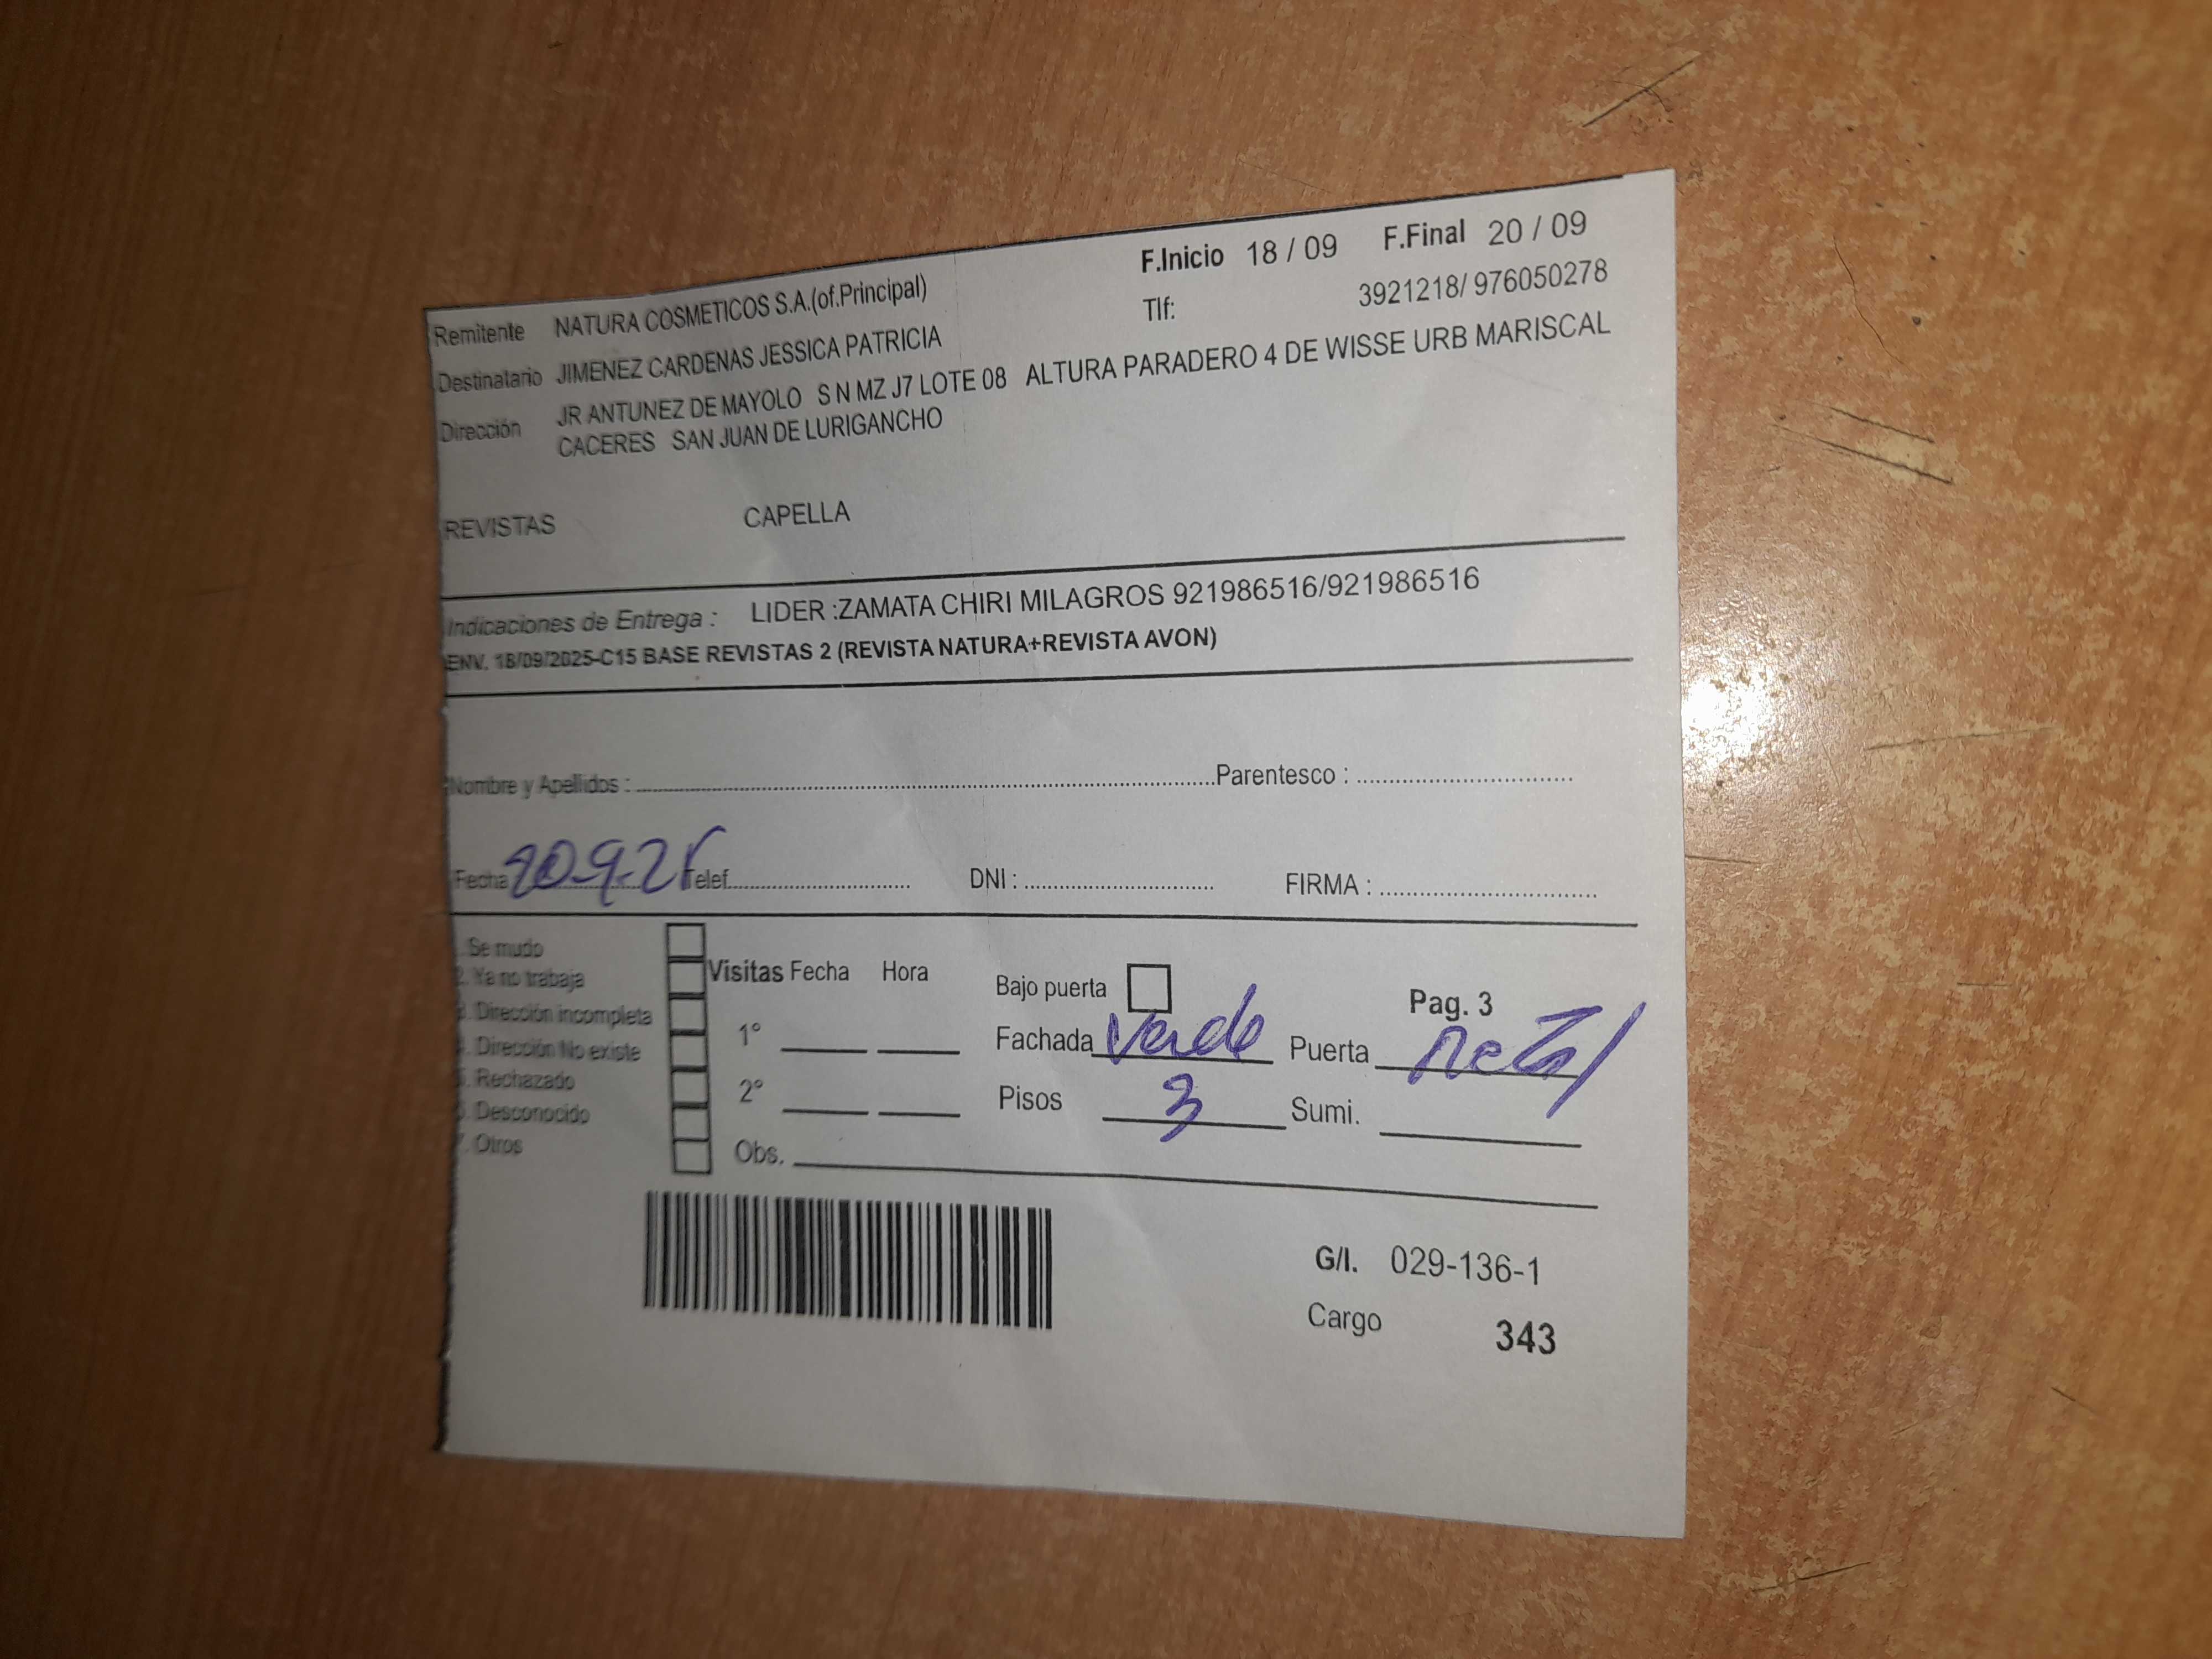 F.Inicio 18 / 09 F.Final 20 / 09
Remitente NATURA COSMETICOS S.A.(of.Principal) Tlf: 3921218/ 976050278
Destinatario JIMENEZ CARDENAS JESSICA PATRICIA
Dirección JR ANTUNEZ DE MAYOLO S N MZ J7 LOTE 08 ALTURA PARADERO 4 DE WISSE URB MARISCAL
CACERES SAN JUAN DE LURIGANCHO
REVISTAS CAPELLA
Indicaciones de Entrega : LIDER :ZAMATA CHIRI MILAGROS 921986516/921986516
ENV. 18/09/2025-C15 BASE REVISTAS 2 (REVISTA NATURA+REVISTA AVON)
Nombre y Apellidos : Parentesco :
Fecha 20-9-25 Telef. DNI : FIRMA :
. Se mudo
2. Ya no trabaja Visitas Fecha Hora Bajo puerta Pag. 3
3. Dirección incompleta 1° Fachada Verde Puerta metal
4. Dirección No existe
5. Rechazado 2° Pisos 3 Sumi.
6. Desconocido
7. Otros Obs.
G/I. 029-136-1
Cargo 343